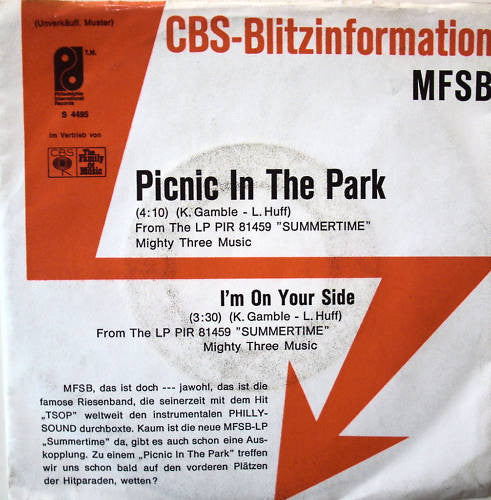 (Unverkäufl. Muster)
CBS-Blitzinformation
T.M.
MFSB
Philadelphia
International
Records
S 4495
Im Vertrieb von
CBS
The
Family
of
Music
Picnic In The Park
(4:10) (K. Gamble - L. Huff)
From The LP PIR 81459 "SUMMERTIME"
Mighty Three Music
I'm On Your Side
(3:30) (K. Gamble - L. Huff)
From The LP PIR 81459 "SUMMERTIME"
Mighty Three Music
MFSB, das ist doch --- jawohl, das ist die
famose Riesenband, die seinerzeit mit dem Hit
„TSOP" weltweit den instrumentalen PHILLY-
SOUND durchboxte. Kaum ist die neue MFSB-LP
„Summertime" da, gibt es auch schon eine Aus-
kopplung. Zu einem „Picnic In The Park" treffen
wir uns schon bald auf den vorderen Plätzen
der Hitparaden, wetten?